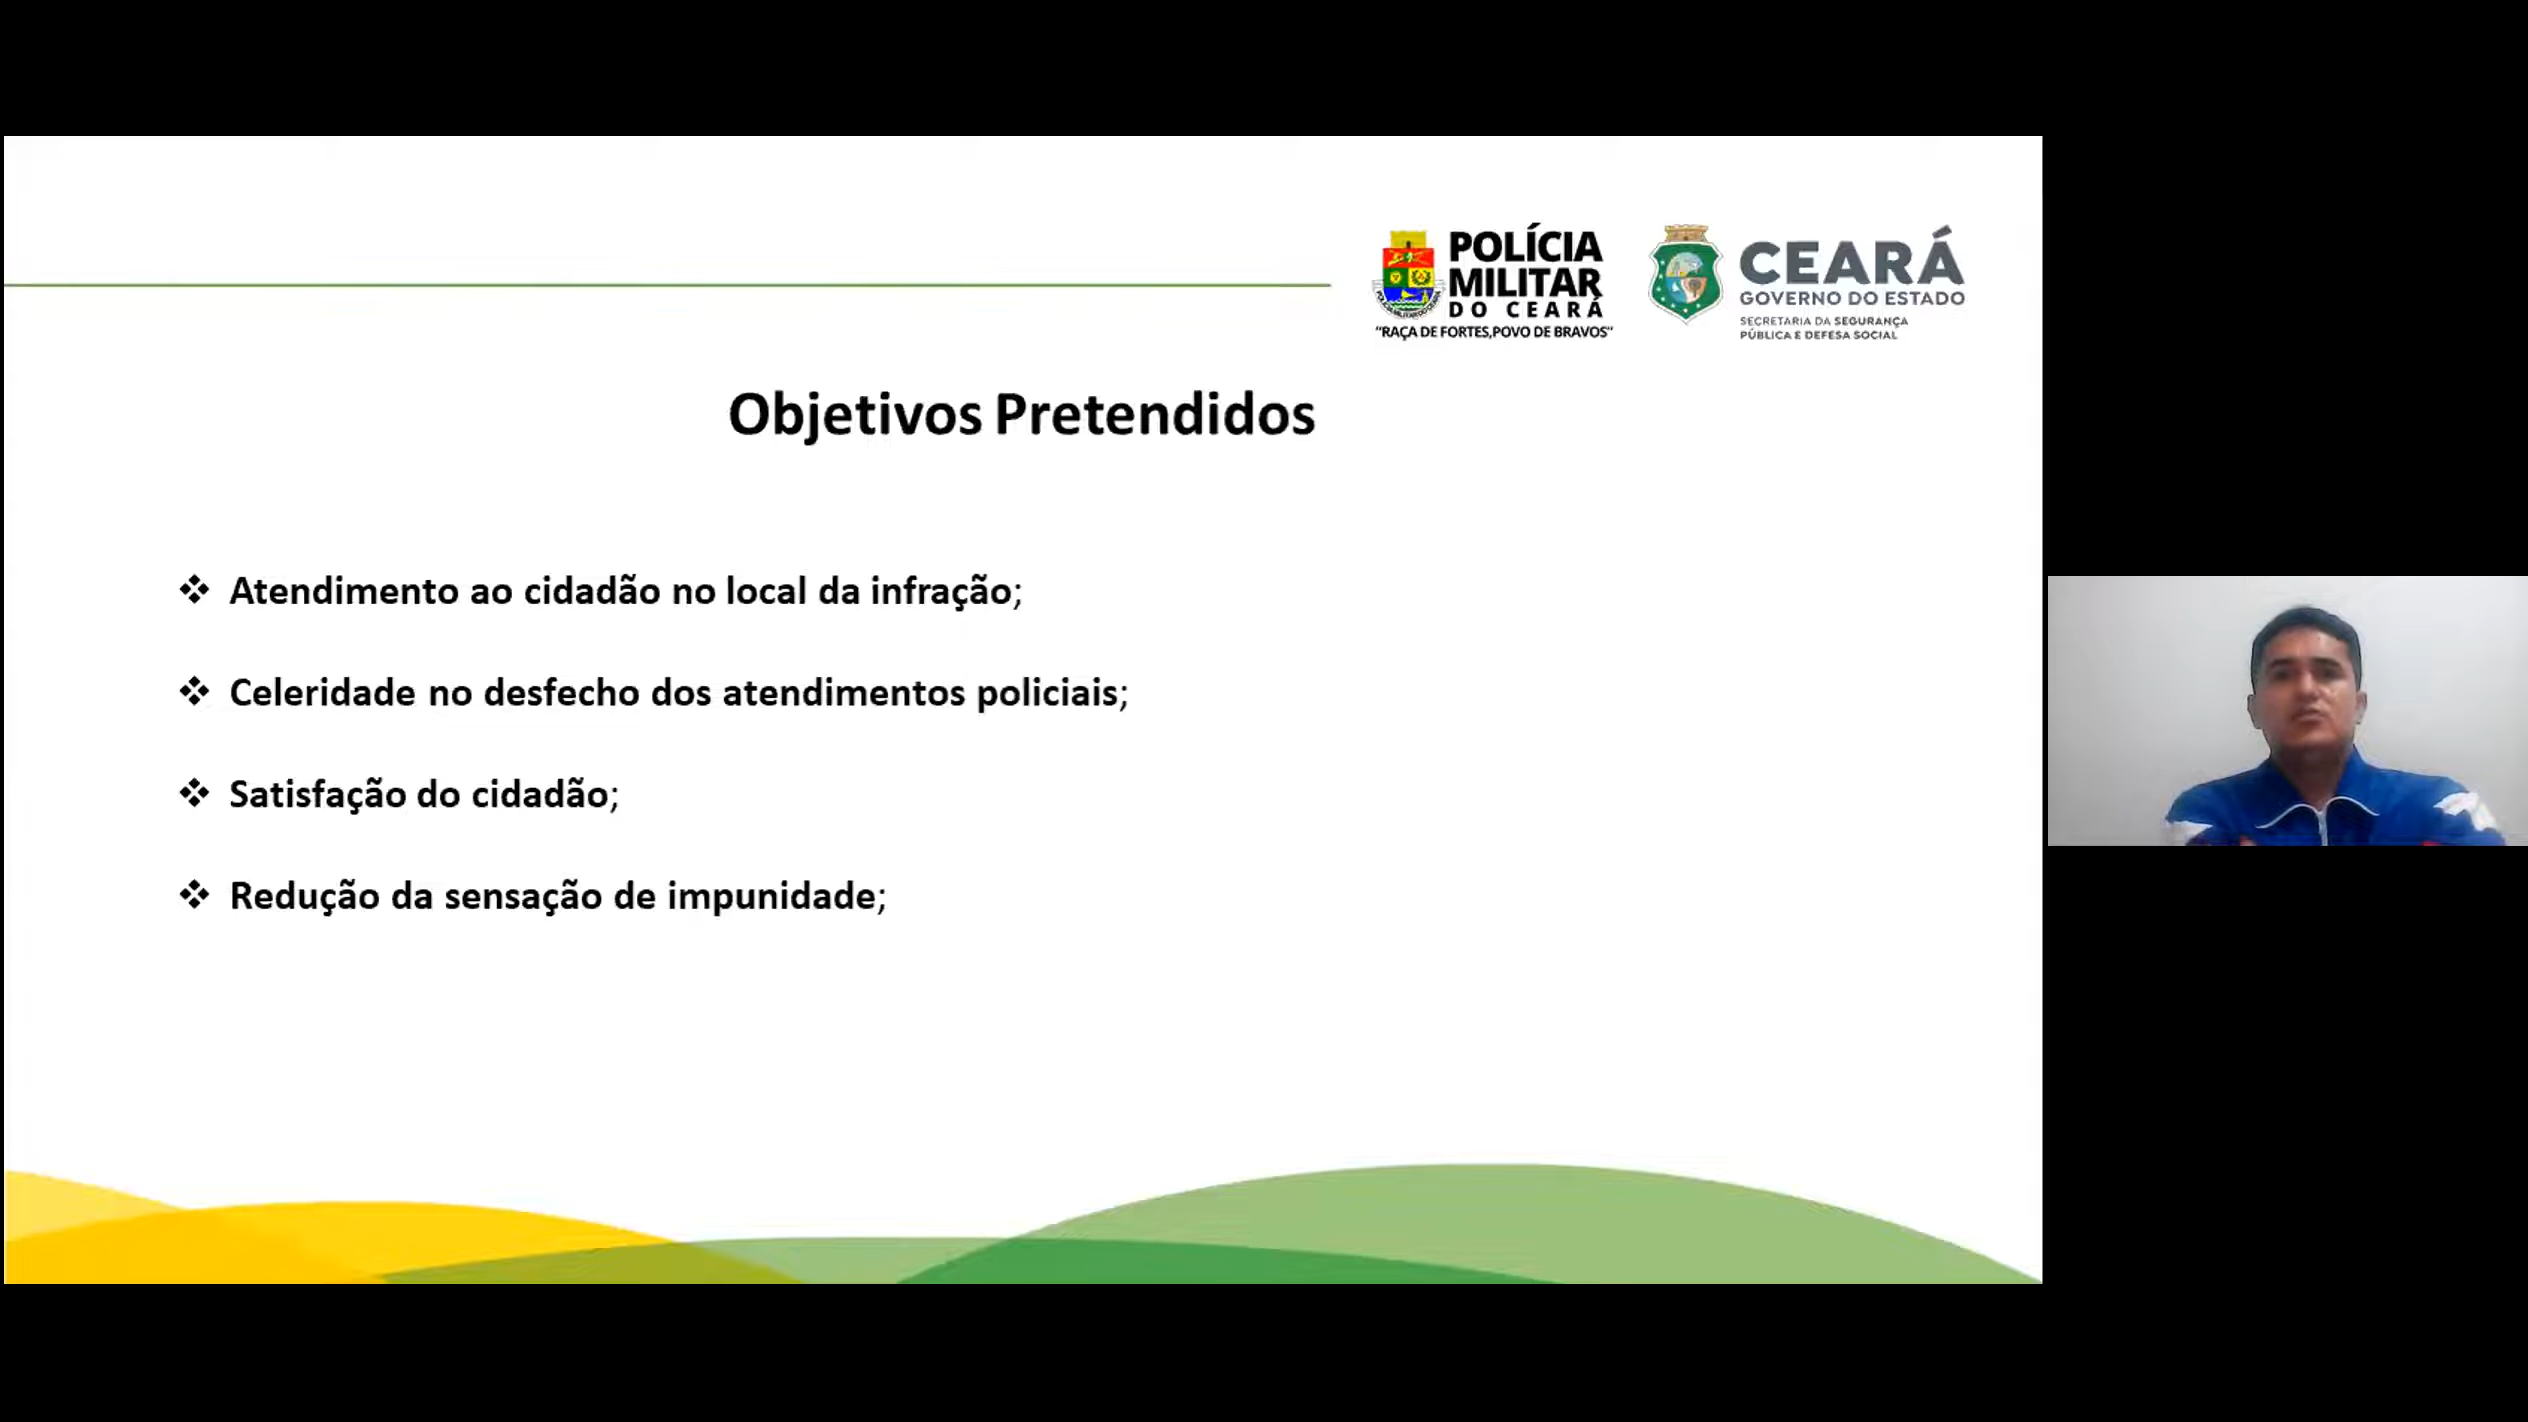 POLÍCIA
MILITAR
DO CEARÁ
"RAÇA DE FORTES,POVO DE BRAVOS"
CEARÁ
GOVERNO DO ESTADO
SECRETARIA DA SEGURANÇA
PÚBLICA E DEFESA SOCIAL
Objetivos Pretendidos
❖ Atendimento ao cidadão no local da infração;
❖ Celeridade no desfecho dos atendimentos policiais;
❖ Satisfação do cidadão;
❖ Redução da sensação de impunidade;